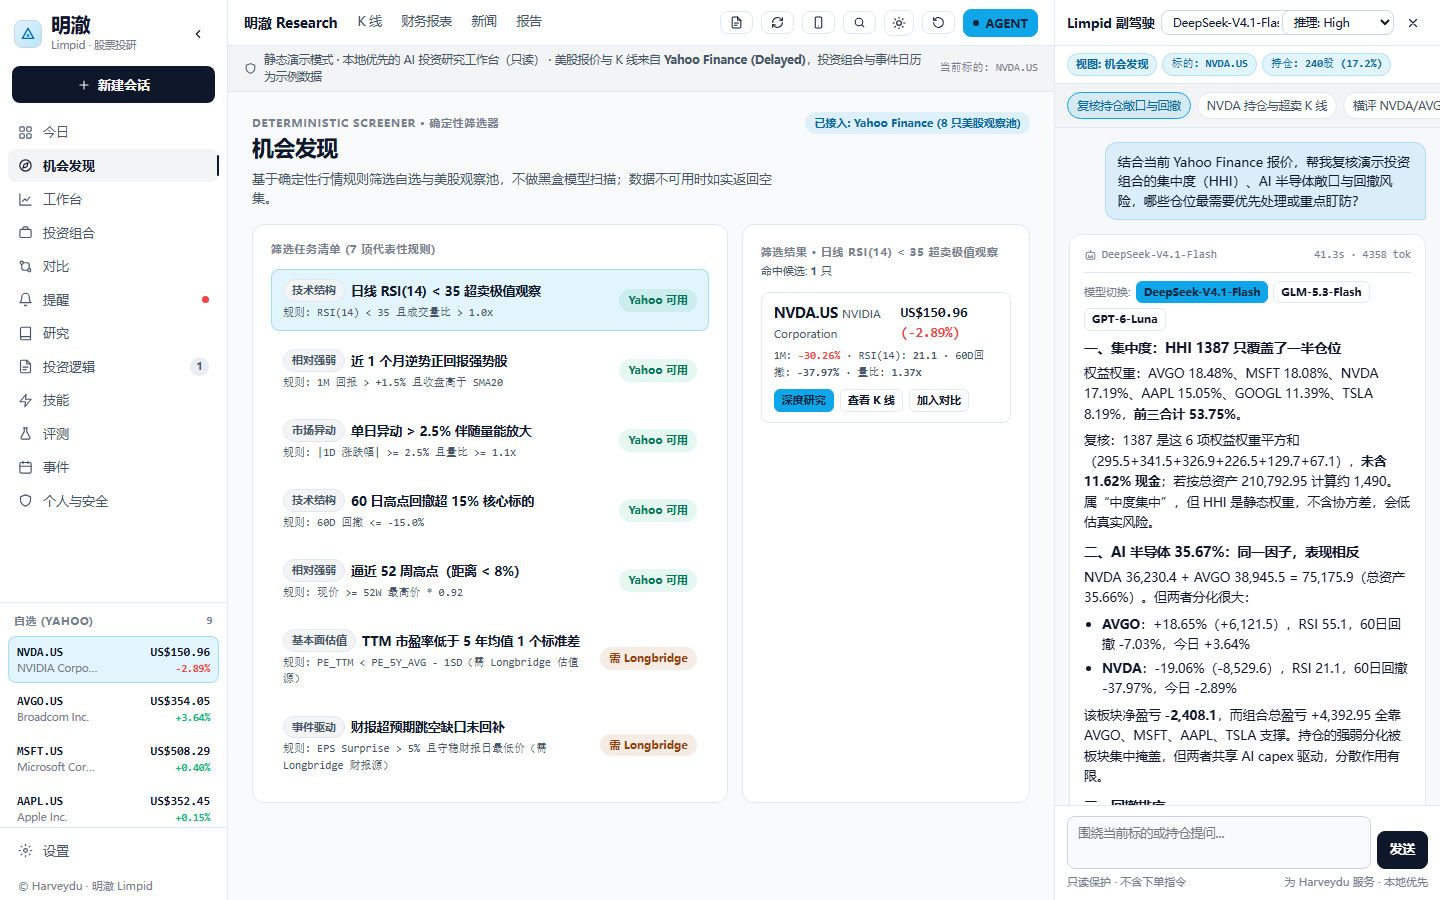 明澈
Limpid · 股票投研
＋ 新建会话
今日
机会发现
工作台
投资组合
对比
提醒
研究
投资逻辑
1
技能
评测
事件
个人与安全
自选 (YAHOO)
9
NVDA.US
US$150.96
NVIDIA Corpo...
-2.89%
AVGO.US
US$354.05
Broadcom Inc.
+3.64%
MSFT.US
US$508.29
Microsoft Cor...
+0.40%
AAPL.US
US$352.45
Apple Inc.
+0.15%
设置
© Harveydu · 明澈 Limpid
明澈 Research
K 线
财务报表
新闻
报告
AGENT
静态演示模式 · 本地优先的 AI 投资研究工作台（只读） · 美股报价与 K 线来自 Yahoo Finance (Delayed)，投资组合与事件日历
为示例数据
当前标的: NVDA.US
DETERMINISTIC SCREENER • 确定性筛选器
已接入: Yahoo Finance (8 只美股观察池)
机会发现
基于确定性行情规则筛选自选与美股观察池，不做黑盒模型扫描；数据不可用时如实返回空
集。
筛选任务清单 (7 项代表性规则)
技术结构
日线 RSI(14) < 35 超卖极值观察
规则: RSI(14) < 35 且成交量比 > 1.0x
Yahoo 可用
相对强弱
近 1 个月逆势正回报强势股
规则: 1M 回报 > +1.5% 且收盘高于 SMA20
Yahoo 可用
市场异动
单日异动 > 2.5% 伴随量能放大
规则: |1D 涨跌幅| >= 2.5% 且量比 >= 1.1x
Yahoo 可用
技术结构
60 日高点回撤超 15% 核心标的
规则: 60D 回撤 <= -15.0%
Yahoo 可用
相对强弱
逼近 52 周高点（距离 < 8%）
规则: 现价 >= 52W 最高价 * 0.92
Yahoo 可用
基本面估值
TTM 市盈率低于 5 年均值 1 个标准差
规则: PE_TTM < PE_5Y_AVG - 1SD（需 Longbridge 估值
源）
需 Longbridge
事件驱动
财报超预期跳空缺口未回补
规则: EPS Surprise > 5% 且守稳财报日最低价（需
Longbridge 财报源）
需 Longbridge
筛选结果 • 日线 RSI(14) < 35 超卖极值观察
命中候选: 1 只
NVDA.US NVIDIA
Corporation
US$150.96
(-2.89%)
1M: -30.26% · RSI(14): 21.1 · 60D回
撤: -37.97% · 量比: 1.37x
深度研究
查看 K 线
加入对比
Limpid 副驾驶
DeepSeek-V4.1-Flas
推理: High
视图: 机会发现
标的: NVDA.US
持仓: 240股 (17.2%)
复核持仓敞口与回撤
NVDA 持仓与超卖 K 线
横评 NVDA/AVG
结合当前 Yahoo Finance 报价，帮我复核演示投资
组合的集中度（HHI）、AI 半导体敞口与回撤风
险，哪些仓位最需要优先处理或重点盯防？
DeepSeek-V4.1-Flash
41.3s · 4358 tok
模型切换:
DeepSeek-V4.1-Flash
GLM-5.3-Flash
GPT-6-Luna
一、集中度：HHI 1387 只覆盖了一半仓位
权益权重：AVGO 18.48%、MSFT 18.08%、NVDA
17.19%、AAPL 15.05%、GOOGL 11.39%、TSLA
8.19%，前三合计 53.75%。
复核：1387 是这 6 项权益权重平方和
（295.5+341.5+326.9+226.5+129.7+67.1），未含
11.62% 现金；若按总资产 210,792.95 计算约 1,490。
属“中度集中”，但 HHI 是静态权重，不含协方差，会低
估真实风险。
二、AI 半导体 35.67%：同一因子，表现相反
NVDA 36,230.4 + AVGO 38,945.5 = 75,175.9（总资产
35.66%）。但两者分化很大：
• AVGO：+18.65%（+6,121.5），RSI 55.1，60日回
撤 -7.03%，今日 +3.64%
• NVDA：-19.06%（-8,529.6），RSI 21.1，60日回撤
-37.97%，今日 -2.89%
该板块净盈亏 -2,408.1，而组合总盈亏 +4,392.95 全靠
AVGO、MSFT、AAPL、TSLA 支撑。持仓的强弱分化被
板块集中掩盖，但两者共享 AI capex 驱动，分散作用有
限。
围绕当前标的或持仓提问...
发送
只读保护 · 不含下单指令
为 Harveydu 服务 · 本地优先